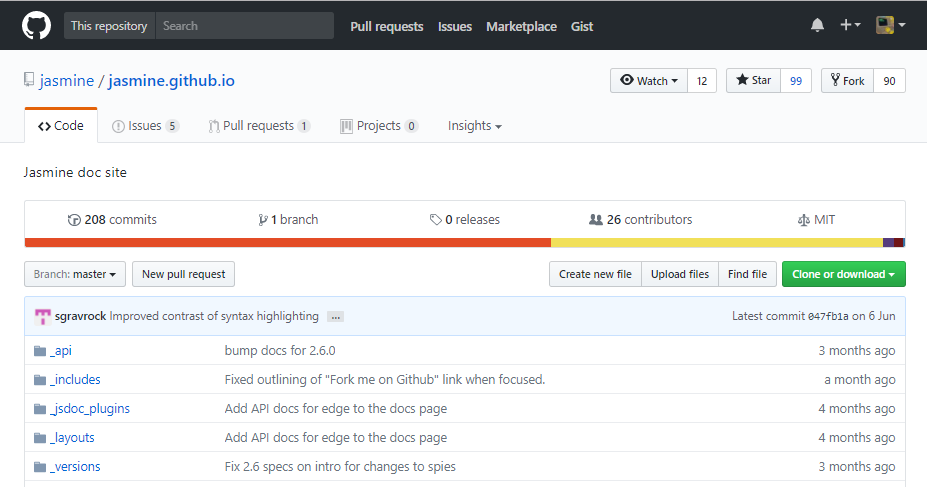 This repository Search Pull requests Issues Marketplace Gist
jasmine / jasmine.github.io Watch 12 Star 99 Fork 90
Code Issues 5 Pull requests 1 Projects 0 Insights
Jasmine doc site
208 commits 1 branch 0 releases 26 contributors MIT
Branch: master New pull request Create new file Upload files Find file Clone or download
sgravrock Improved contrast of syntax highlighting ... Latest commit 047fb1a on 6 Jun
_api bump docs for 2.6.0 3 months ago
_includes Fixed outlining of "Fork me on Github" link when focused. a month ago
_jsdoc_plugins Add API docs for edge to the docs page 4 months ago
_layouts Add API docs for edge to the docs page 4 months ago
_versions Fix 2.6 specs on intro for changes to spies 3 months ago